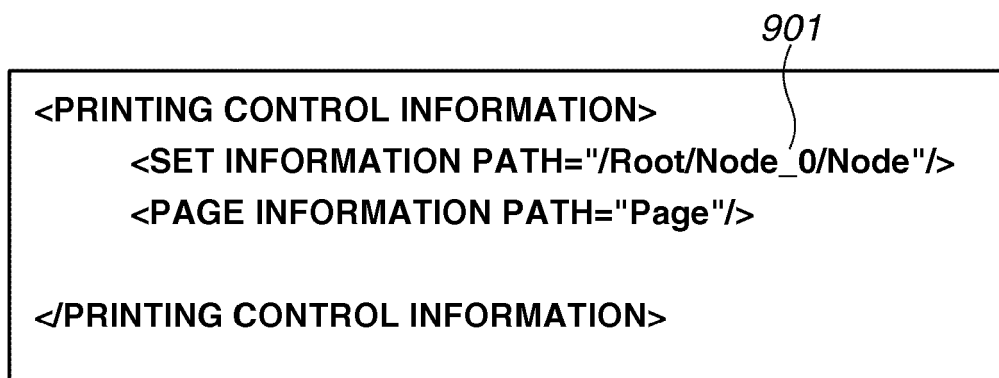 901
<PRINTING CONTROL INFORMATION>
<SET INFORMATION PATH="/Root/Node_0/Node"/>
<PAGE INFORMATION PATH="Page"/>
</PRINTING CONTROL INFORMATION>